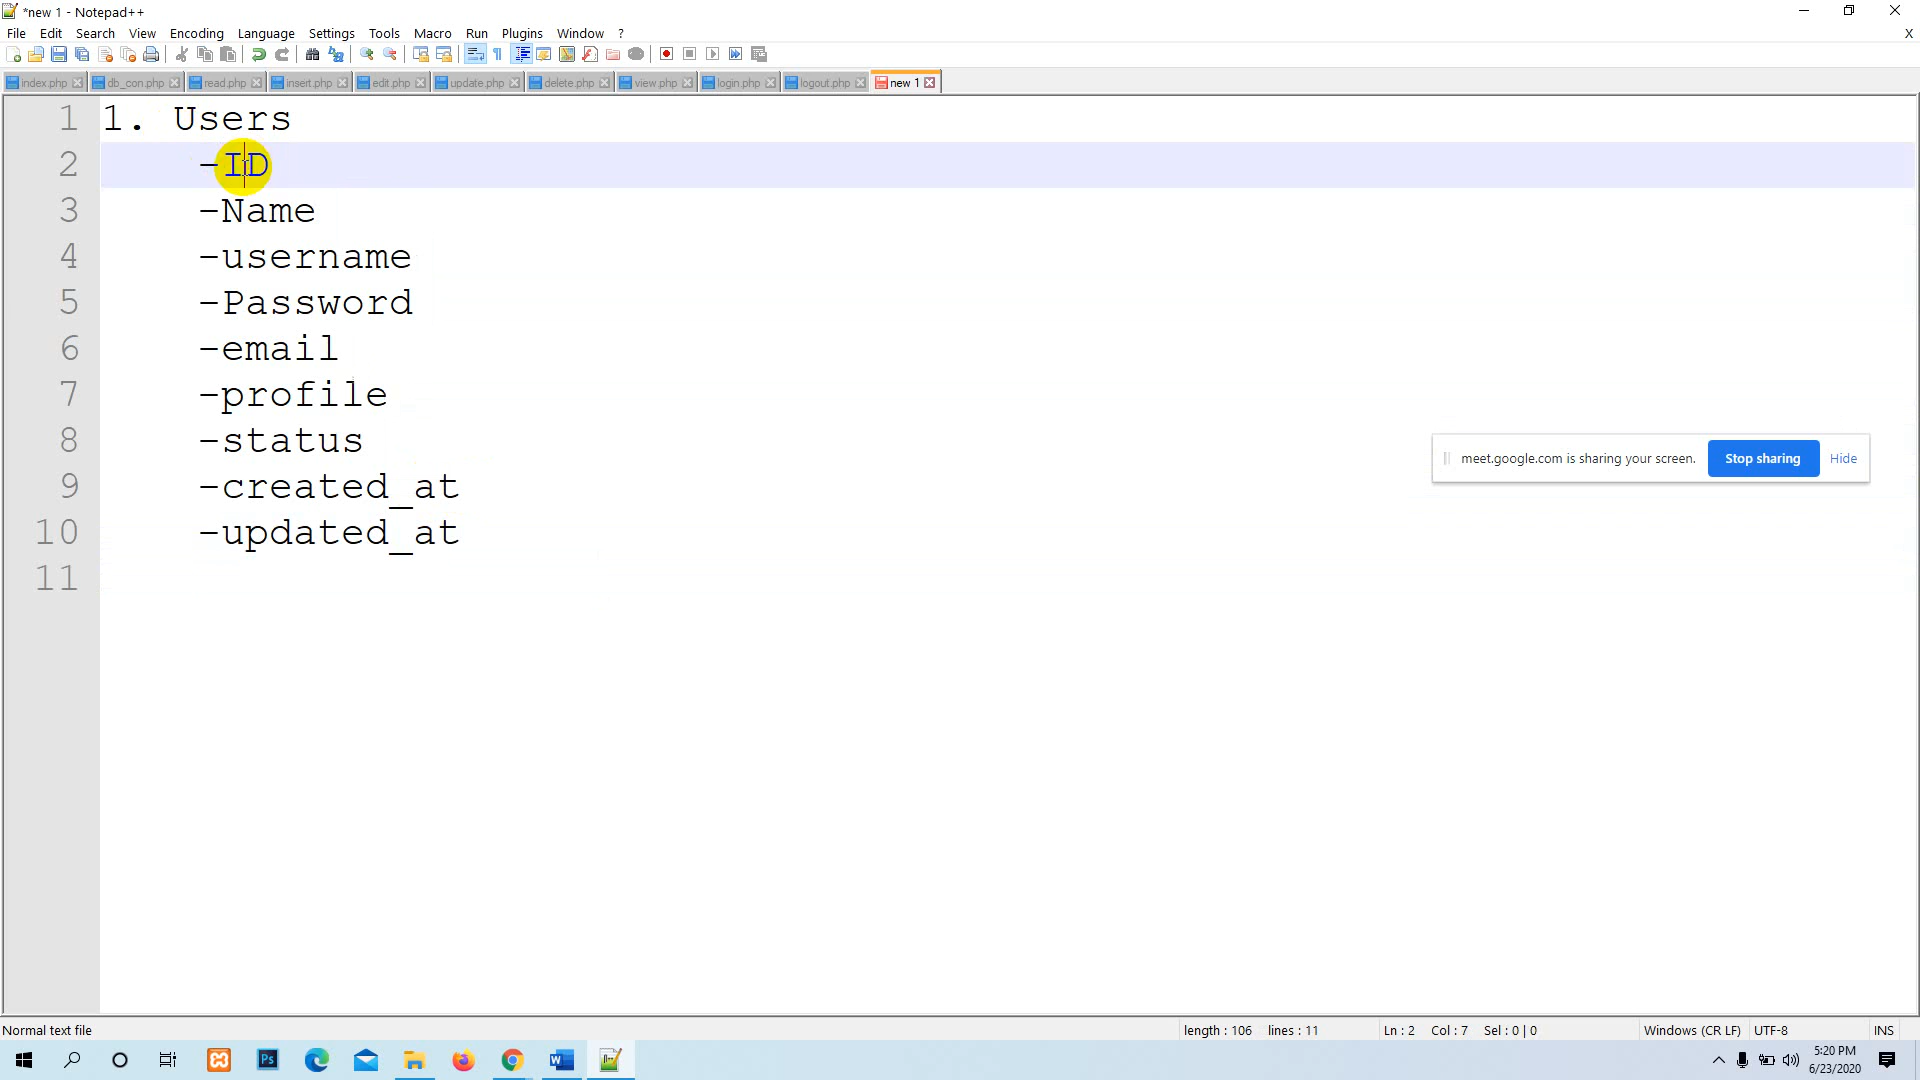 *new 1 - Notepad++
File Edit Search View Encoding Language Settings Tools Macro Run Plugins Window ? X
index.php db_con.php read.php insert.php edit.php update.php delete.php view.php login.php logout.php new 1
1 1. Users
2 -ID
3 -Name
4 -username
5 -Password
6 -email
7 -profile
8 -status
9 -created_at
10 -updated_at
11
meet.google.com is sharing your screen. Stop sharing Hide
Normal text file length : 106 lines : 11 Ln : 2 Col : 7 Sel : 0 | 0 Windows (CR LF) UTF-8 INS
Ps W 5:20 PM
6/23/2020